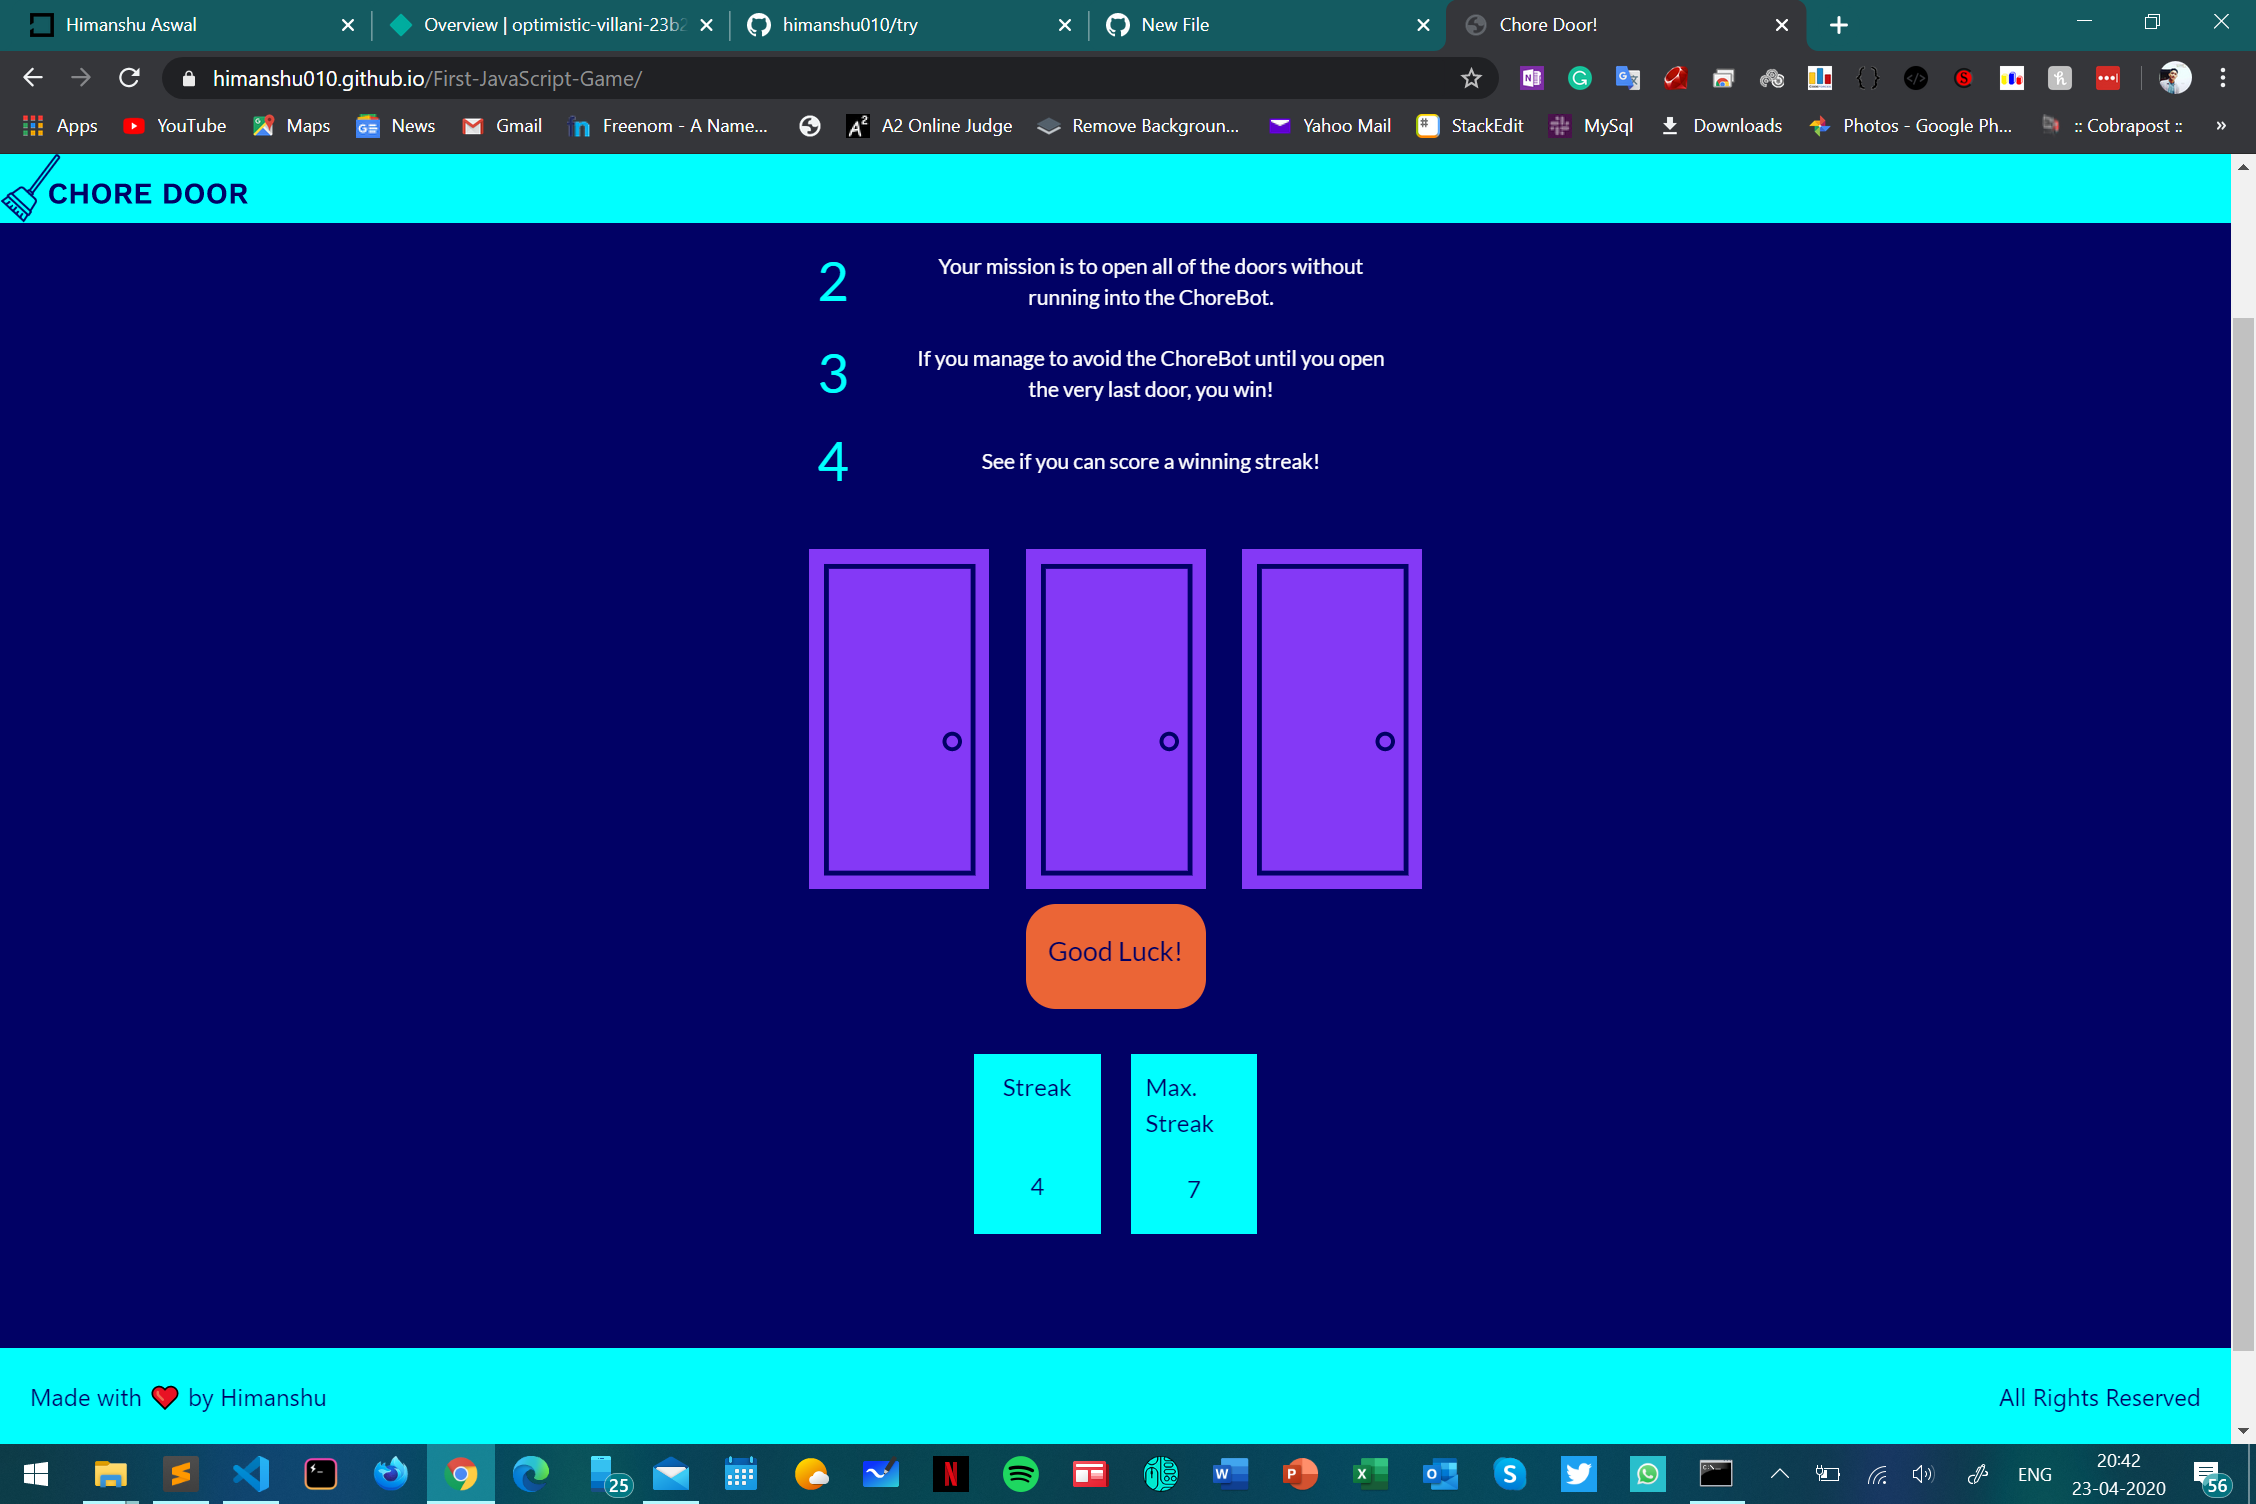 Himanshu Aswal
Overview | optimistic-villani-23b2
himanshu010/try
New File
Chore Door!
himanshu010.github.io/First-JavaScript-Game/
Apps
YouTube
Maps
News
Gmail
Freenom - A Name...
A2 Online Judge
Remove Backgroun...
Yahoo Mail
StackEdit
MySql
Downloads
Photos - Google Ph...
:: Cobrapost ::
»
CHORE DOOR
2
Your mission is to open all of the doors without
running into the ChoreBot.
3
If you manage to avoid the ChoreBot until you open
the very last door, you win!
4
See if you can score a winning streak!
Good Luck!
Streak
4
Max.
Streak
7
Made with ❤ by Himanshu
All Rights Reserved
25
ENG
20:42
23-04-2020
56